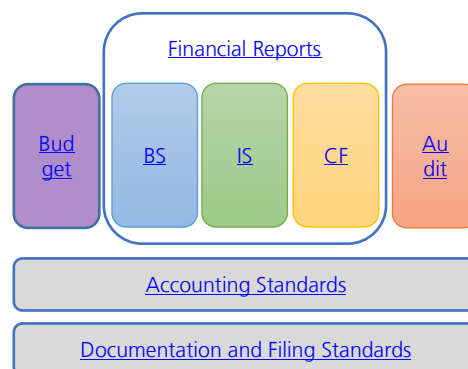 Financial Reports
Bud
get
BS
IS
CF
Au
dit
Accounting Standards
Documentation and Filing Standards